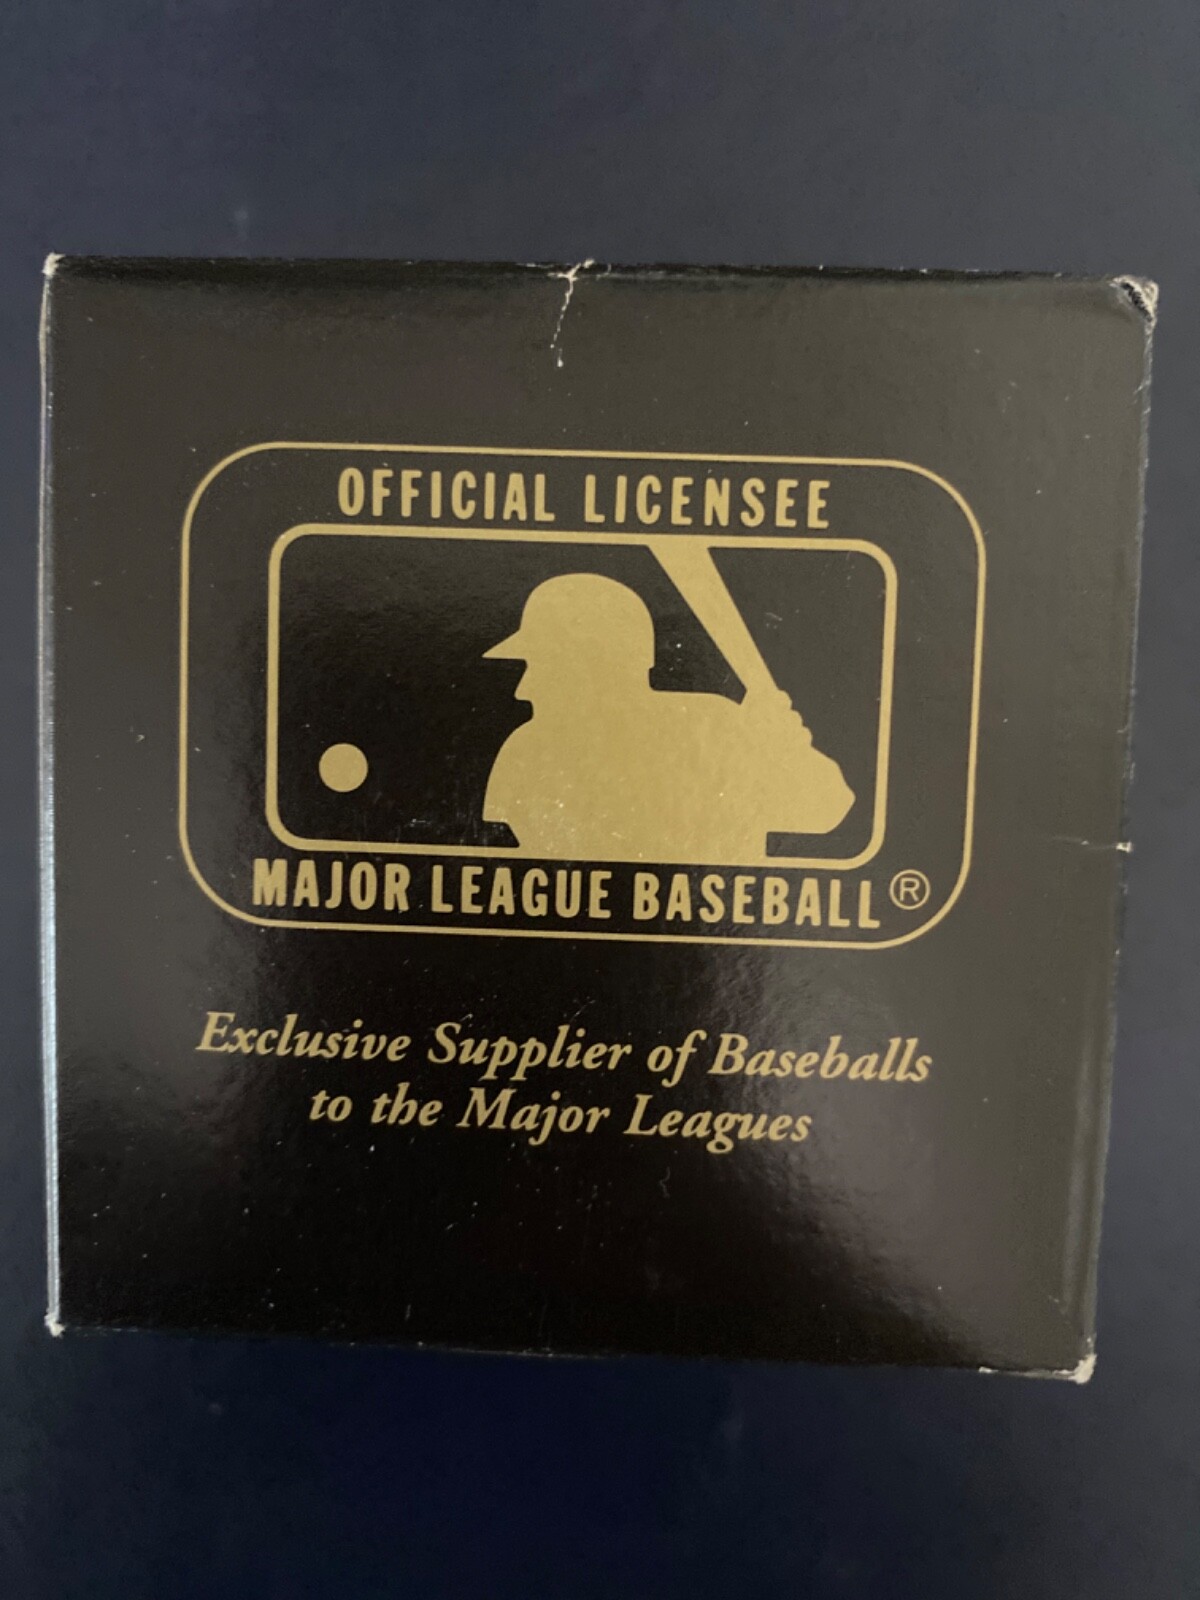 OFFICIAL LICENSEE
MAJOR LEAGUE BASEBALL®
Exclusive Supplier of Baseballs
to the Major Leagues